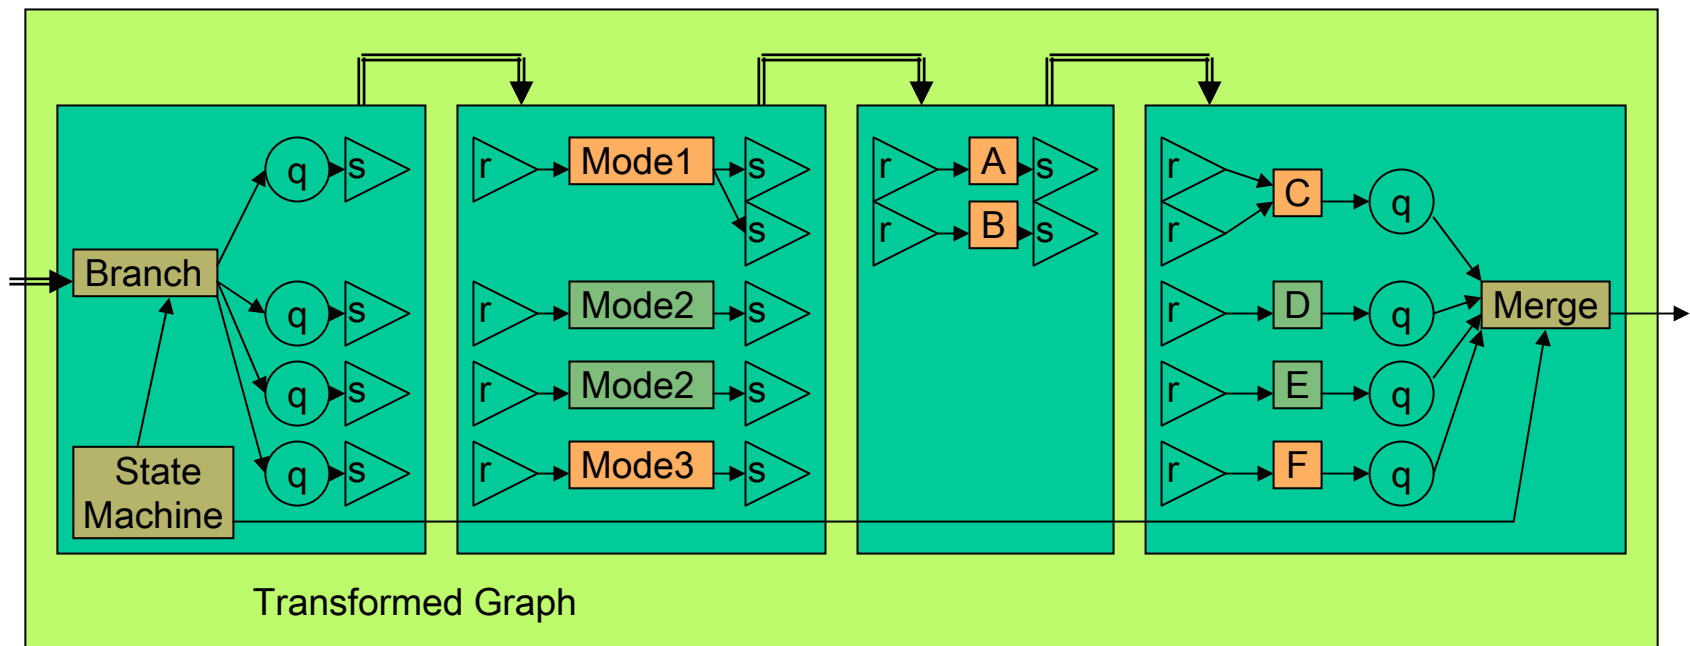 q
s
Branch
q
s
q
s
q
s
State
Machine
r
Mode1
s
s
r
Mode2
s
r
Mode2
s
r
Mode3
s
r
A
s
r
B
s
r
r
C
q
r
D
q
Merge
r
E
q
r
F
q
Transformed Graph